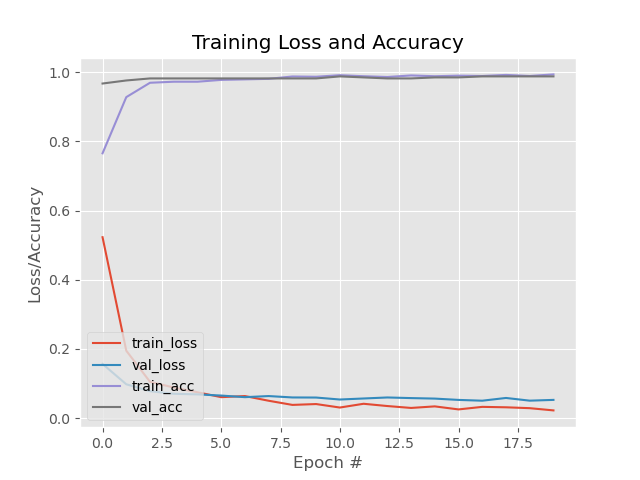 Training Loss and Accuracy
1.0
0.8
0.6
0.4
0.2
0.0
Loss/Accuracy
train_loss
val_loss
train_acc
val_acc
0.0 2.5 5.0 7.5 10.0 12.5 15.0 17.5
Epoch #